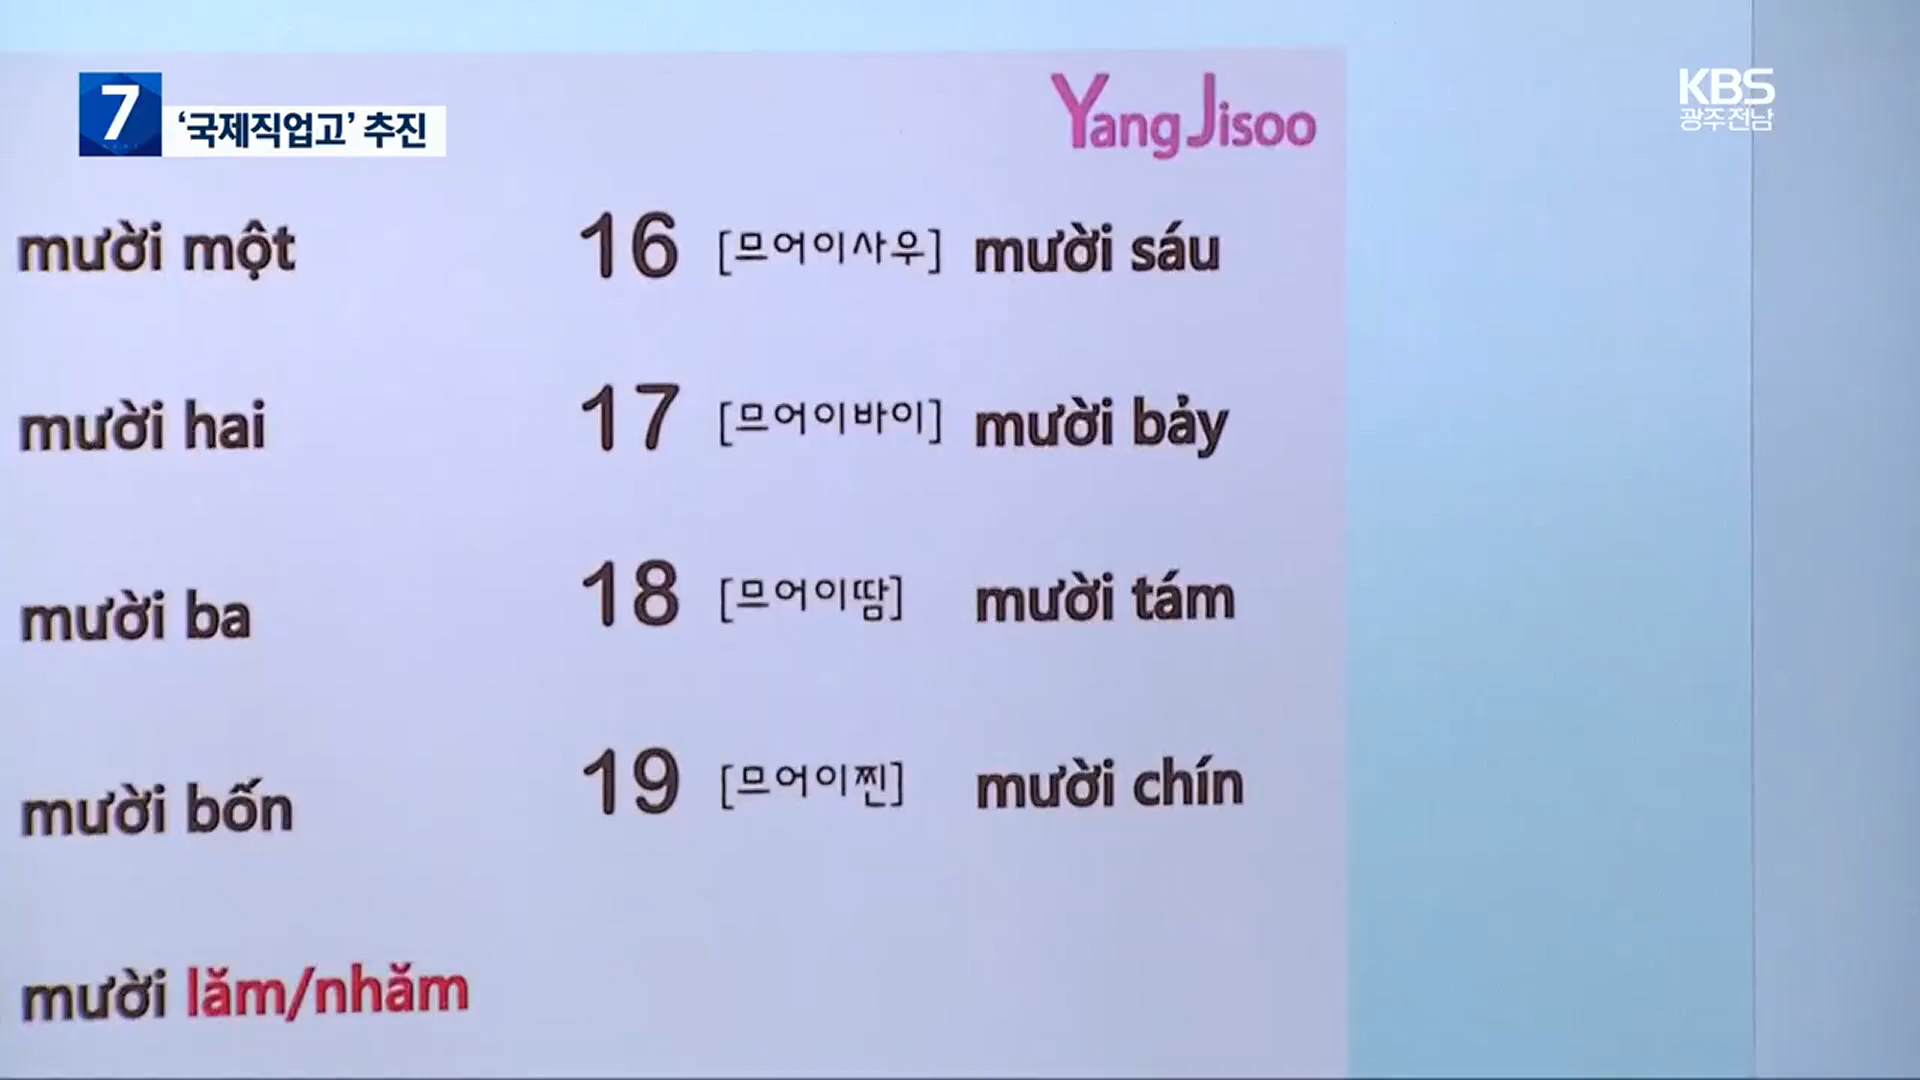 7 ‘국제직업고’ 추진
KBS
광주전남
Yang Jisoo
mười một
16 [므어이사우] mười sáu
mười hai
17 [므어이바이] mười bảy
mười ba
18 [므어이땀] mười tám
mười bốn
19 [므어이찐] mười chín
mười lăm/nhăm